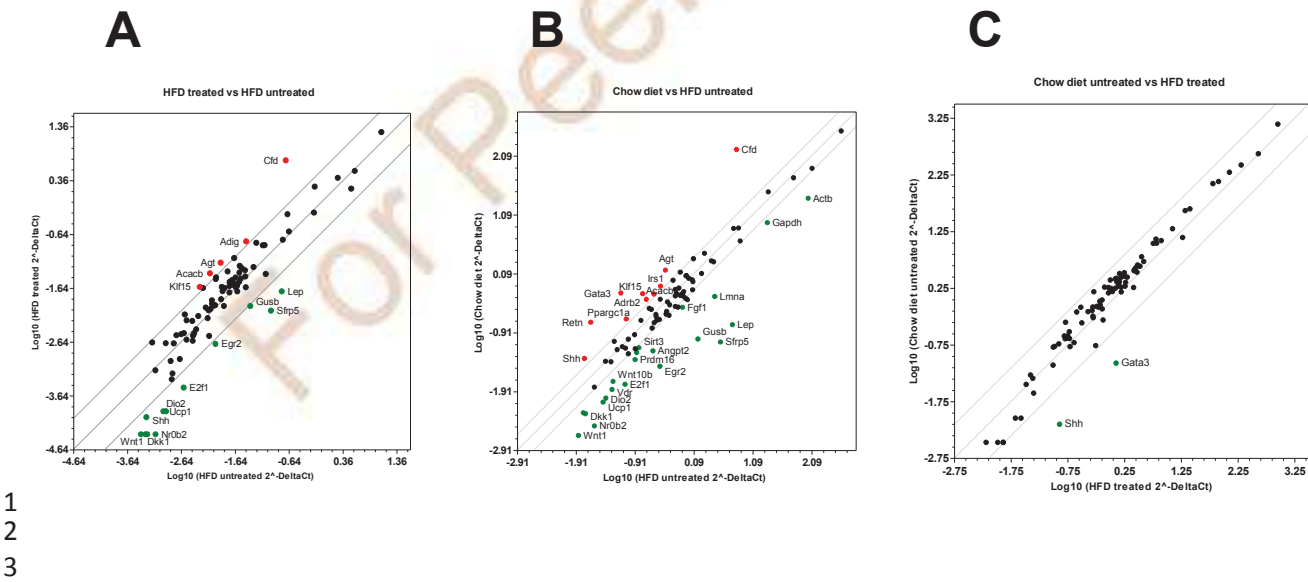 A
B
C
For Peer
HFD treated vs HFD untreated
Log10 (HFD treated 2^-DeltaCt)
1.36
0.36
-0.64
-1.64
-2.64
-3.64
-4.64
Cfd
Adig
Agt
Acacb
Klf15
Lep
Gusb
Sfrp5
Egr2
E2f1
Dio2
Ucp1
Shh
Nr0b2
Wnt1 Dkk1
-4.64 -3.64 -2.64 -1.64 -0.64 0.36 1.36
Log10 (HFD untreated 2^-DeltaCt)
Chow diet vs HFD untreated
Log10 (Chow diet 2^-DeltaCt)
2.09
1.09
0.09
-0.91
-1.91
-2.91
Cfd
Actb
Gapdh
Agt
Irs1
Klf15
Acacb
Gata3
Adrb2
Lmna
Fgf1
Ppargc1a
Retn
Lep
Gusb
Sfrp5
Sirt3
Angpt2
Shh
Prdm16
Egr2
Wnt10b
E2f1
Vdr
Dio2
Ucp1
Dkk1
Nr0b2
Wnt1
-2.91 -1.91 -0.91 0.09 1.09 2.09
Log10 (HFD untreated 2^-DeltaCt)
Chow diet untreated vs HFD treated
Log10 (Chow diet untreated 2^-DeltaCt)
3.25
2.25
1.25
0.25
-0.75
-1.75
-2.75
Gata3
Shh
-2.75 -1.75 -0.75 0.25 1.25 2.25 3.25
Log10 (HFD treated 2^-DeltaCt)
1
2
3